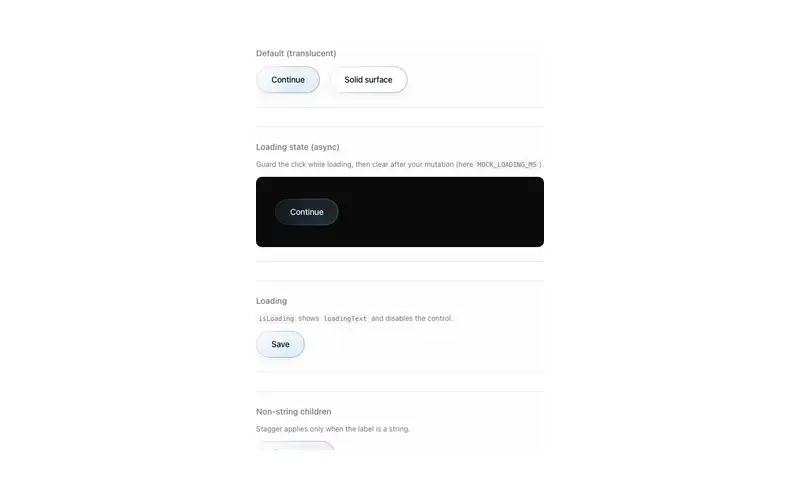 Default (translucent)
Continue Solid surface
Loading state (async)
Guard the click while loading, then clear after your mutation (here MOCK_LOADING_MS ).
Continue
Loading
isLoading shows loadingText and disables the control.
Save
Non-string children
Stagger applies only when the label is a string.